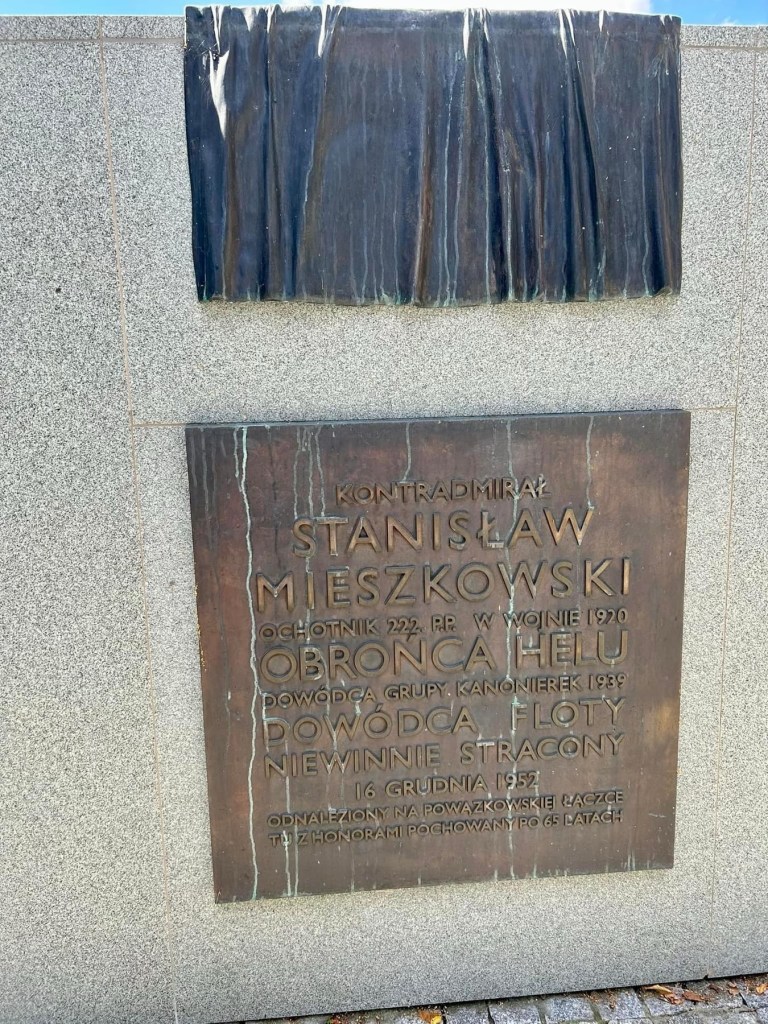 KONTRADMIRAŁ
STANISŁAW
MIESZKOWSKI
OCHOTNIK 222. P.P. W WOJNIE 1920
OBROŃCA HELU
DOWÓDCA GRUPY KANONIEREK 1939
DOWÓDCA FLOTY
NIEWINNIE STRACONY
16 GRUDNIA 1952
ODNALEZIONY NA POWĄZKOWSKIEJ ŁĄCZCE
TU Z HONORAMI POCHOWANY PO 65 LATACH